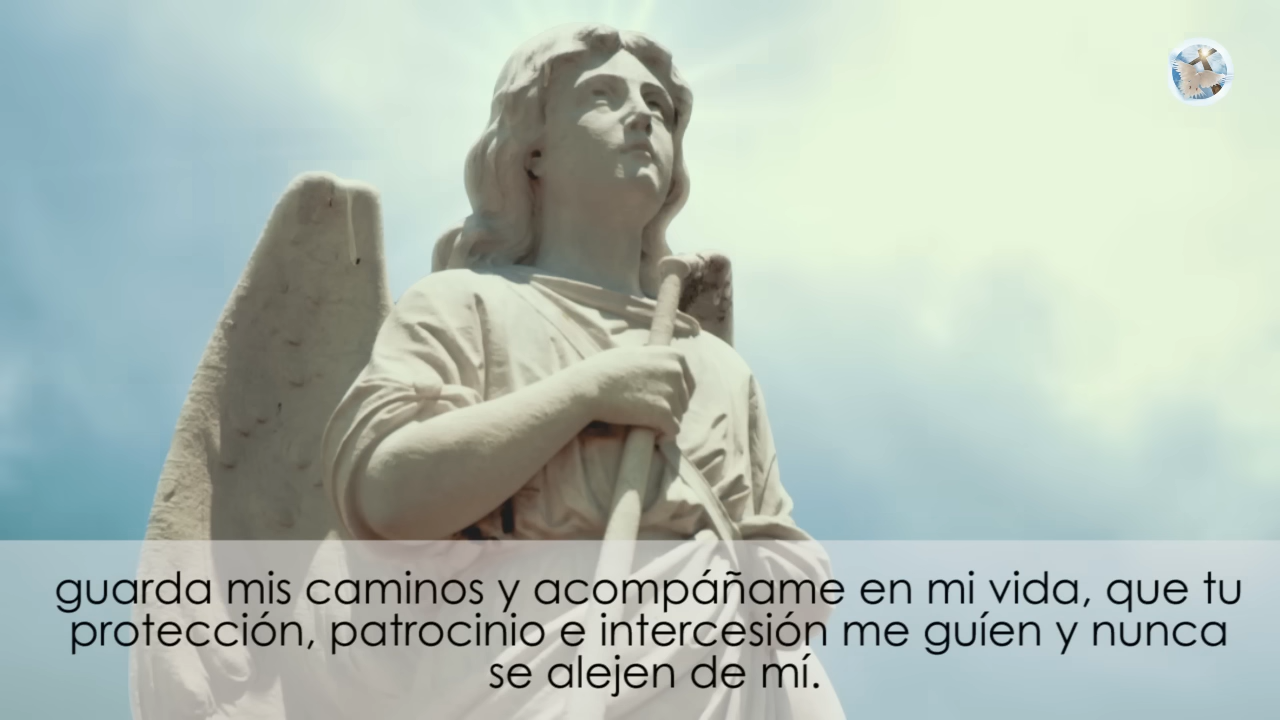 guarda mis caminos y acompáñame en mi vida, que tu
protección, patrocinio e intercesión me guíen y nunca
se alejen de mí.